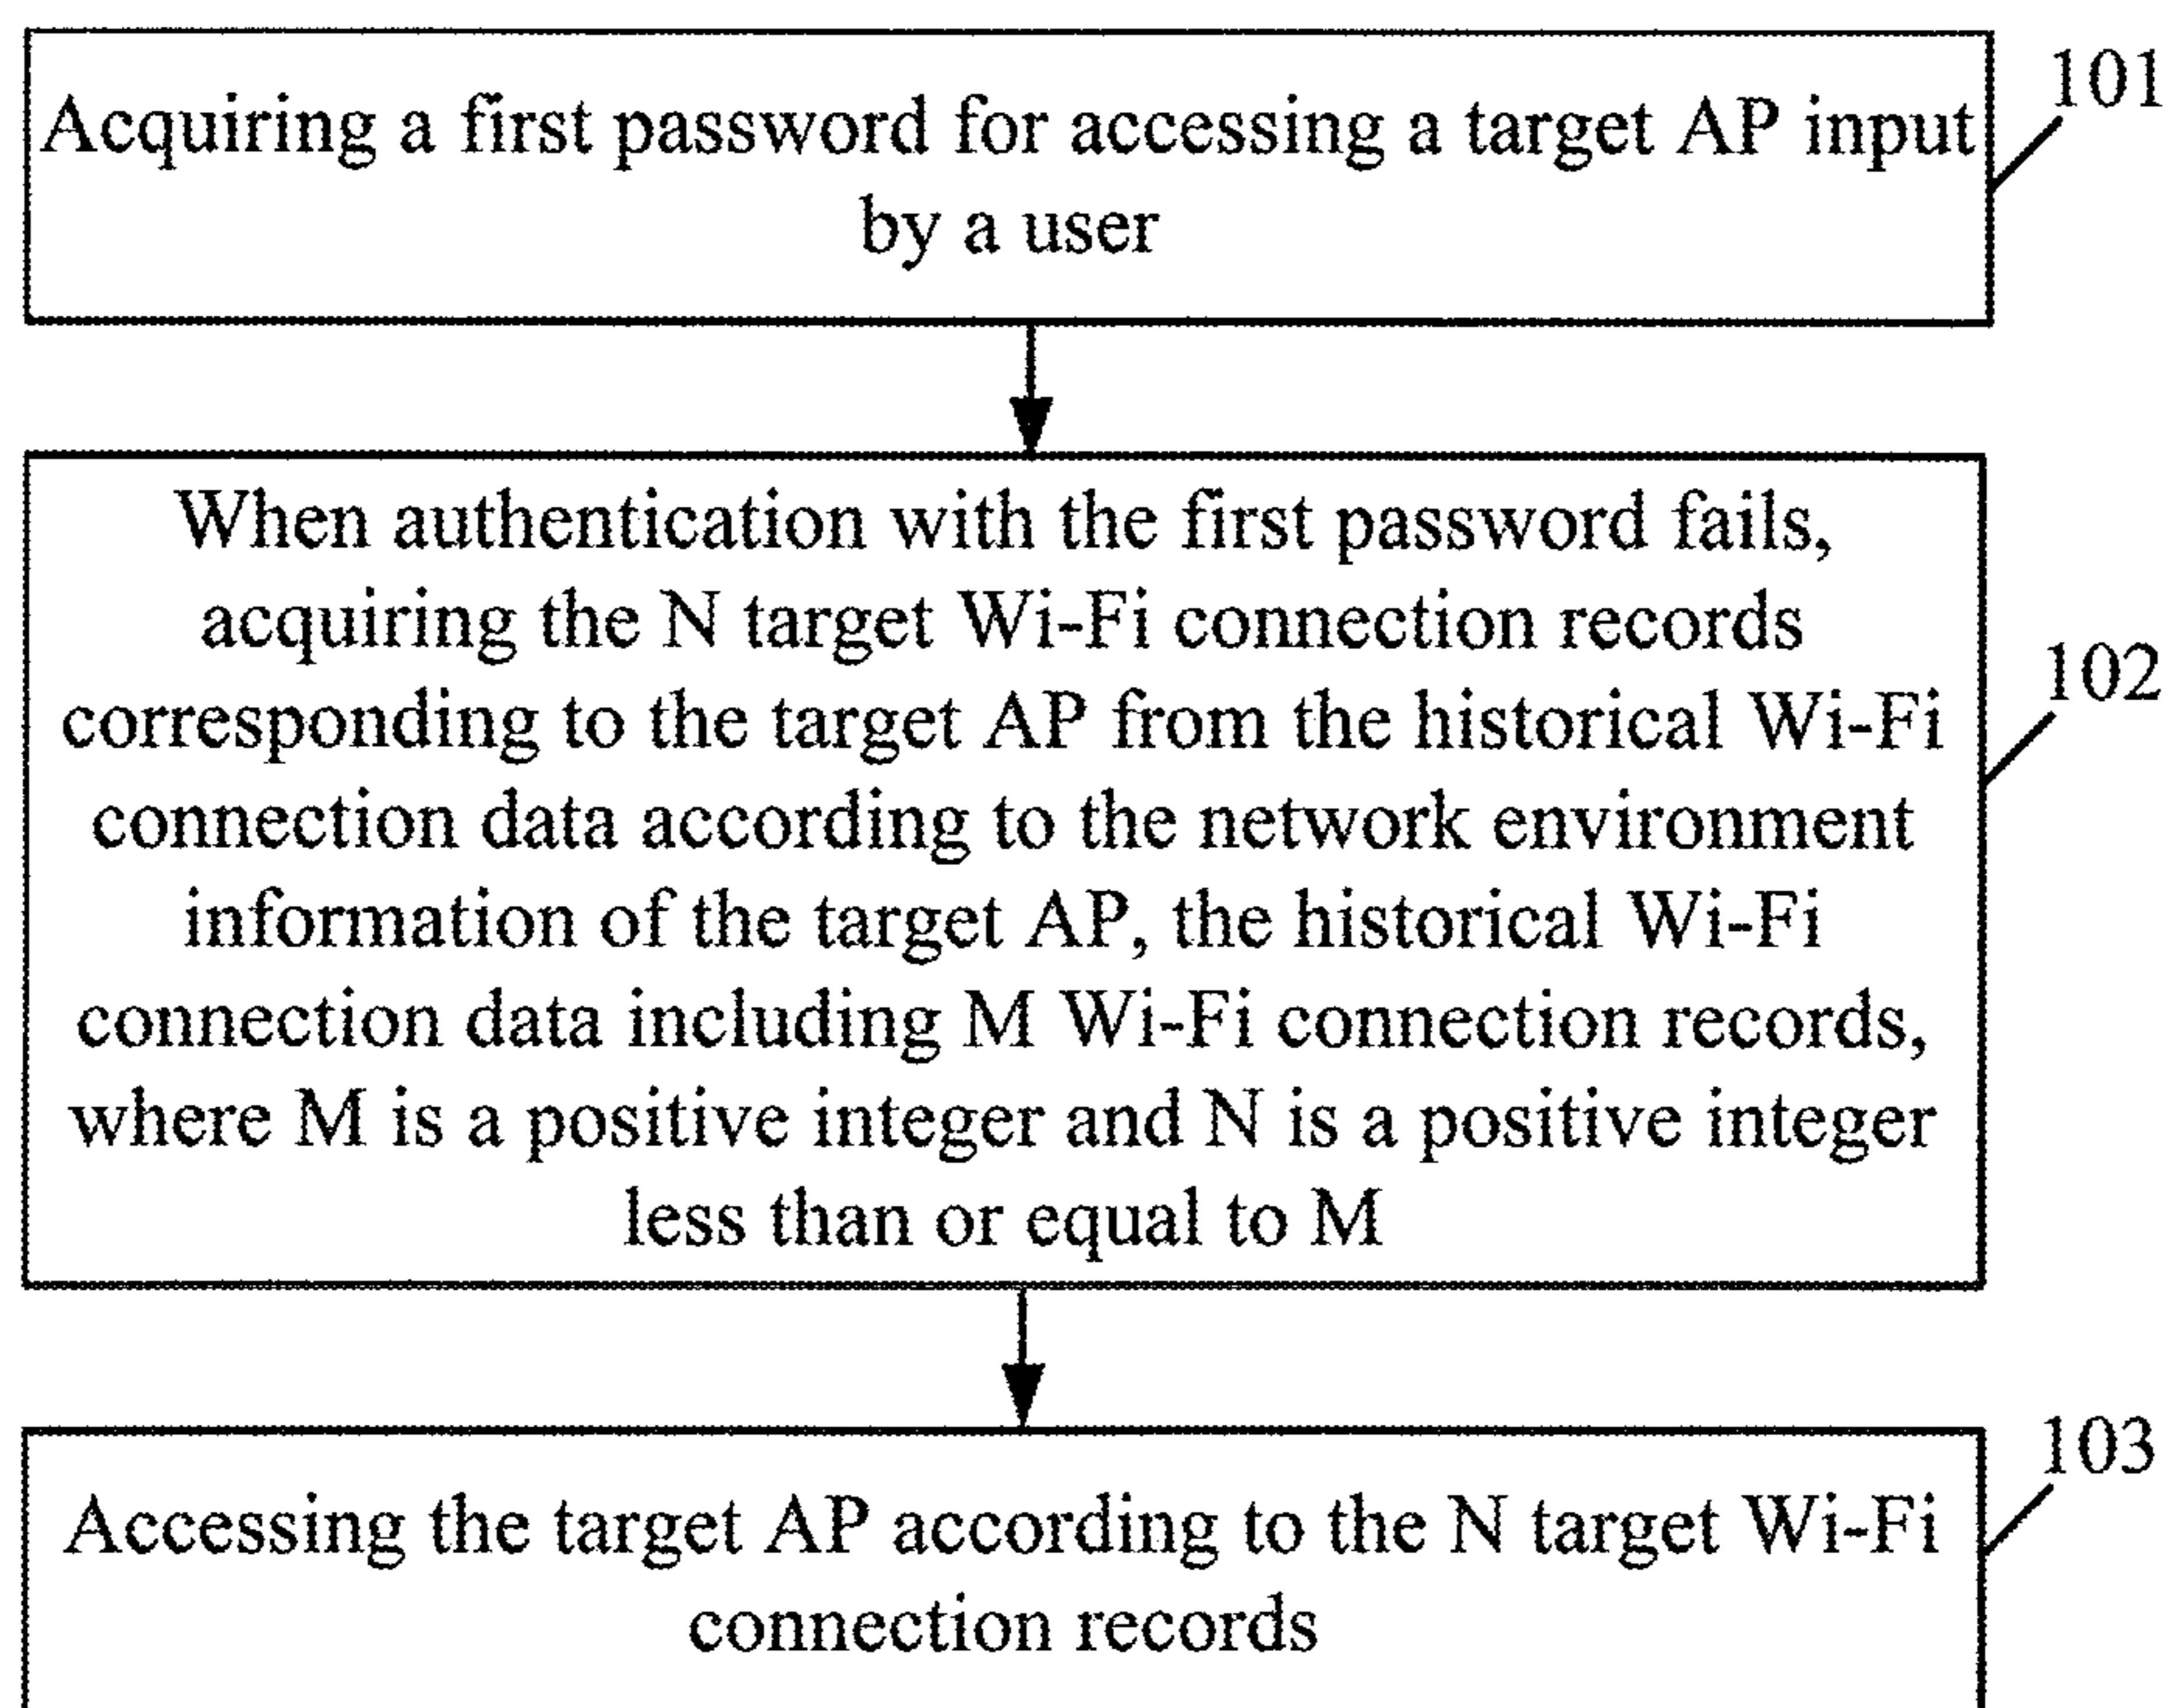 101
Acquiring a first password for accessing a target AP input
by a user
When authentication with the first password fails,
acquiring the N target Wi-Fi connection records
102
corresponding to the target AP from the historical Wi-Fi
connection data according to the network environment
information of the target AP, the historical Wi-Fi
connection data including M Wi-Fi connection records,
where M is a positive integer and N is a positive integer
less than or equal to M
103
Accessing the target AP according to the N target Wi-Fi
connection records